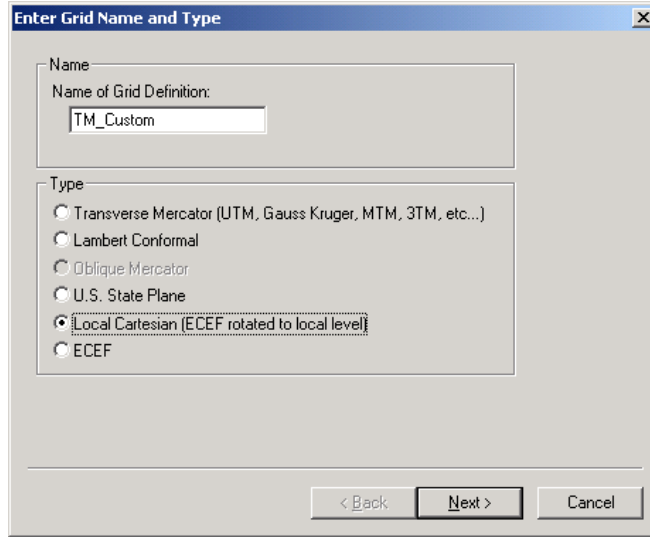 Enter Grid Name and Type
Name
Name of Grid Definition:
TM_Custom
Type
Transverse Mercator (UTM, Gauss Kruger, MTM, 3TM, etc...)
Lambert Conformal
Oblique Mercator
U.S. State Plane
Local Cartesian (ECEF rotated to local level)
ECEF
< Back Next > Cancel